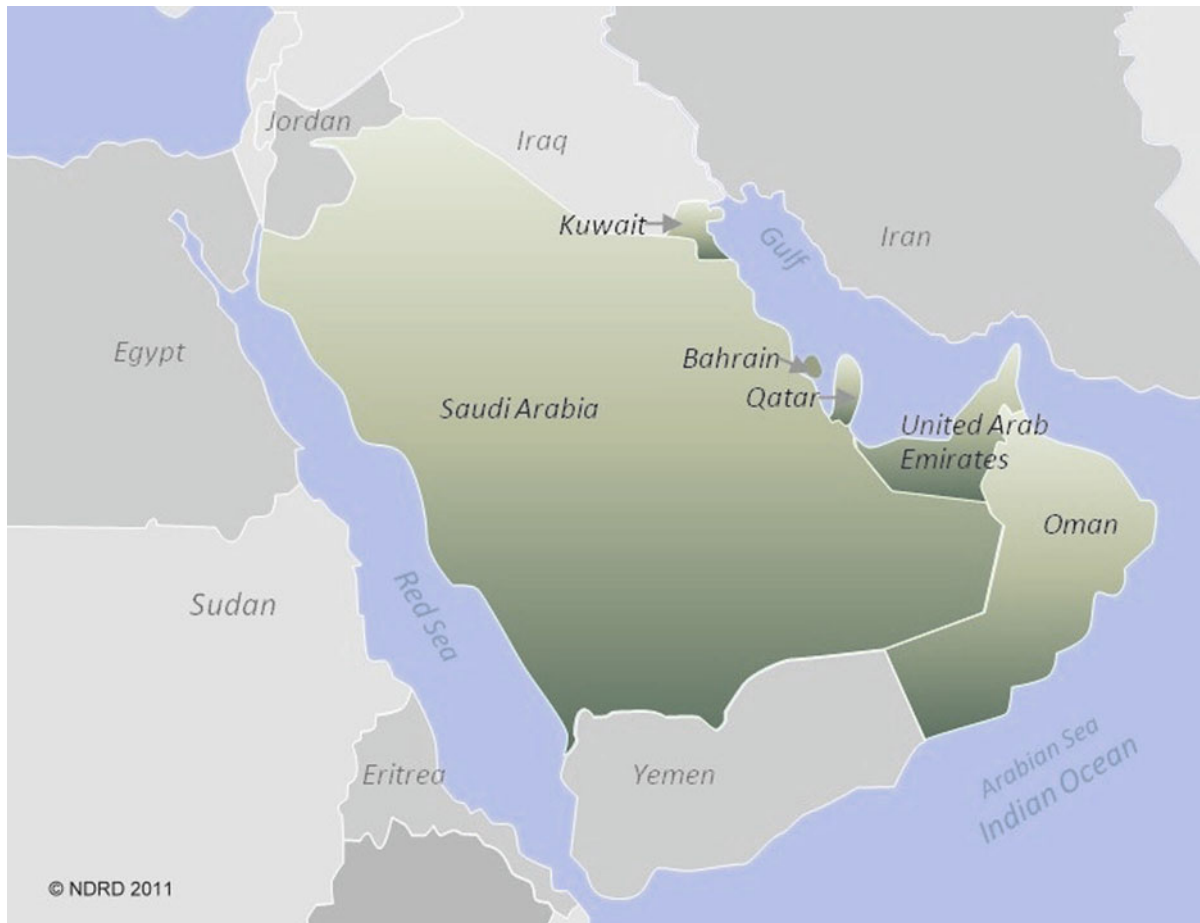 Jordan
Iraq
Kuwait
Gulf
Iran
Egypt
Bahrain
Qatar
Saudi Arabia
United Arab
Emirates
Oman
Sudan
Red Sea
Eritrea
Yemen
Arabian Sea
Indian Ocean
© NDRD 2011